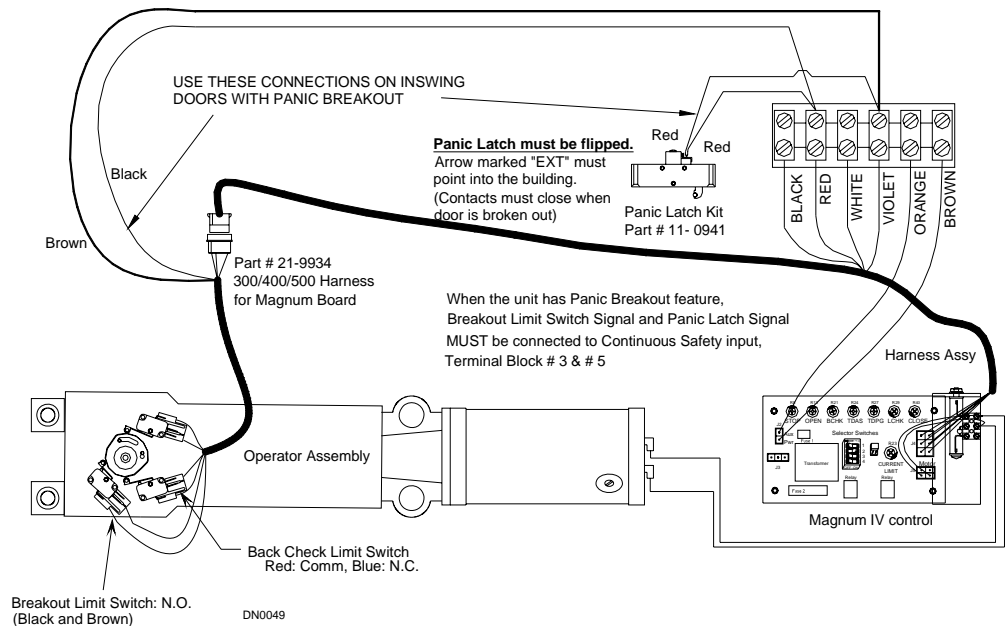 USE THESE CONNECTIONS ON INSWING
DOORS WITH PANIC BREAKOUT
Panic Latch must be flipped.
Arrow marked "EXT" must
point into the building.
(Contacts must close when
door is broken out)
Red
Red
Panic Latch Kit
Part # 11- 0941
BLACK
RED
WHITE
VIOLET
ORANGE
BROWN
Black
Brown
Part # 21-9934
300/400/500 Harness
for Magnum Board
When the unit has Panic Breakout feature,
Breakout Limit Switch Signal and Panic Latch Signal
MUST be connected to Continuous Safety input,
Terminal Block # 3 & # 5
Harness Assy
Operator Assembly
8
STOP OPEN BCHK TDAS TDPG LCHK CLOSE
Selector Switches
Transformer
J3
R23
CURRENT
LIMIT
Motor
Relay
Relay
Fuse 2
Magnum IV control
Back Check Limit Switch
Red: Comm, Blue: N.C.
Breakout Limit Switch: N.O.
(Black and Brown)
DN0049